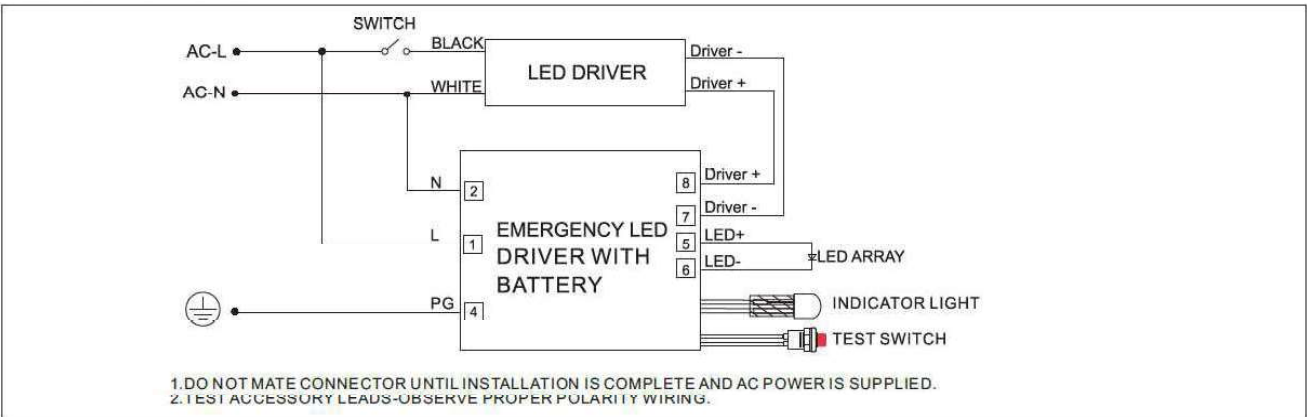 SWITCH
AC-L
BLACK
LED DRIVER
Driver -
AC-N
WHITE
Driver +
N
2
8
Driver +
7
Driver -
L
1
EMERGENCY LED
DRIVER WITH
BATTERY
5
LED+
6
LED-
LED ARRAY
PG
4
INDICATOR LIGHT
TEST SWITCH
1.DO NOT MATE CONNECTOR UNTIL INSTALLATION IS COMPLETE AND AC POWER IS SUPPLIED.
2.TEST ACCESSORY LEADS-OBSERVE PROPER POLARITY WIRING.